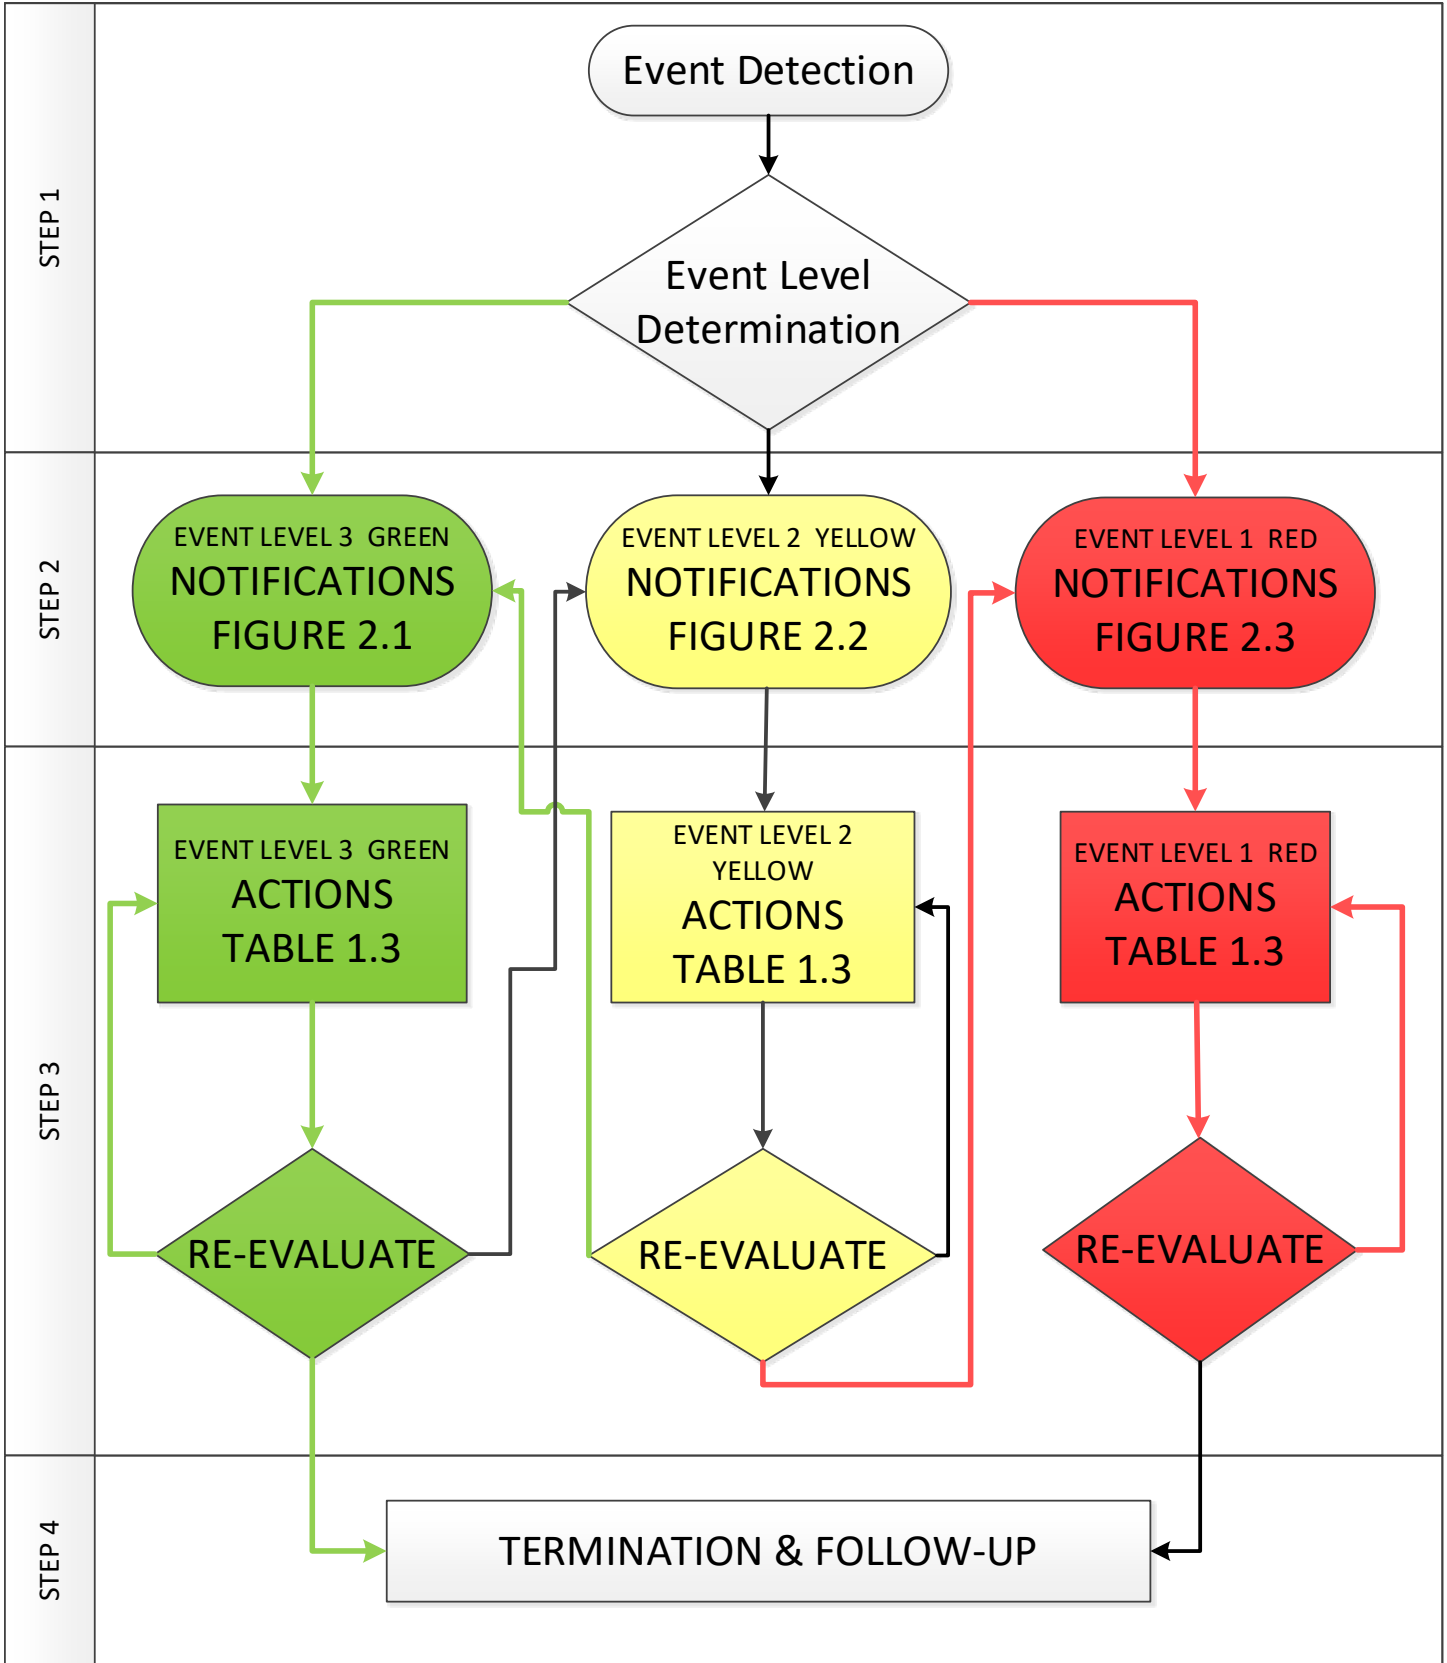 STEP 1
Event Detection
Event Level
Determination
STEP 2
EVENT LEVEL 3 GREEN
NOTIFICATIONS
FIGURE 2.1
EVENT LEVEL 2 YELLOW
NOTIFICATIONS
FIGURE 2.2
EVENT LEVEL 1 RED
NOTIFICATIONS
FIGURE 2.3
STEP 3
EVENT LEVEL 3 GREEN
ACTIONS
TABLE 1.3
EVENT LEVEL 2
YELLOW
ACTIONS
TABLE 1.3
EVENT LEVEL 1 RED
ACTIONS
TABLE 1.3
RE-EVALUATE
RE-EVALUATE
RE-EVALUATE
STEP 4
TERMINATION & FOLLOW-UP